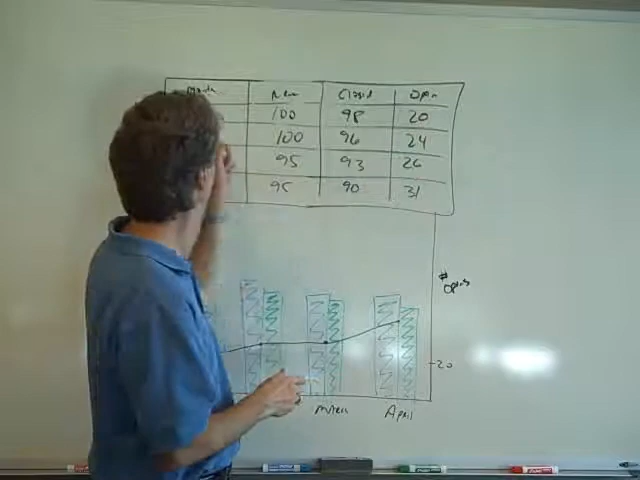 Month New Closed Open
100 98 20
100 96 24
95 93 26
95 90 31
# Opens
20
March April